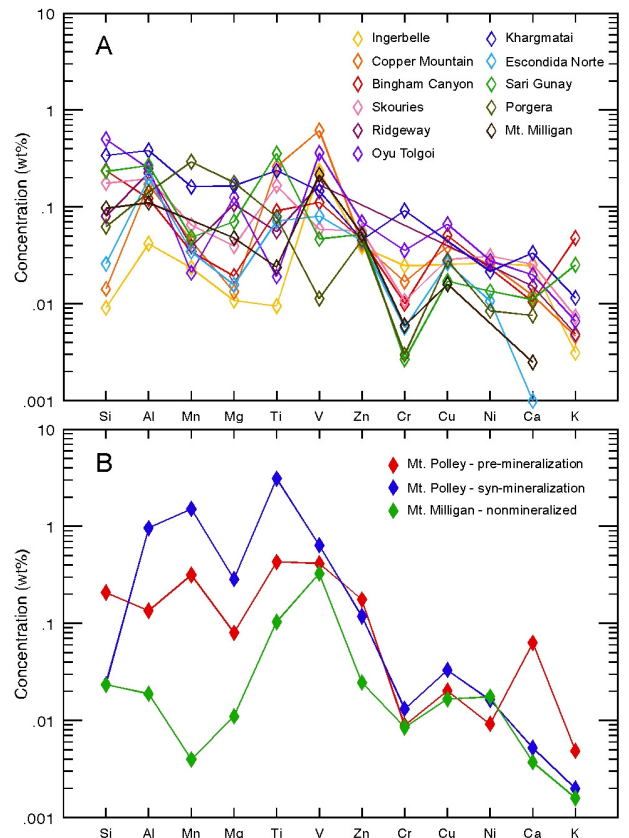 A
10
1
.1
.01
.001
Concentration (wt%)
Ingerbelle
Copper Mountain
Bingham Canyon
Skouries
Ridgeway
Oyu Tolgoi
Khargmatai
Escondida Norte
Sari Gunay
Porgera
Mt. Milligan
Si Al Mn Mg Ti V Zn Cr Cu Ni Ca K
B
10
1
.1
.01
.001
Concentration (wt%)
Mt. Polley - pre-mineralization
Mt. Polley - syn-mineralization
Mt. Milligan - nonmineralized
Si Al Mn Mg Ti V Zn Cr Cu Ni Ca K